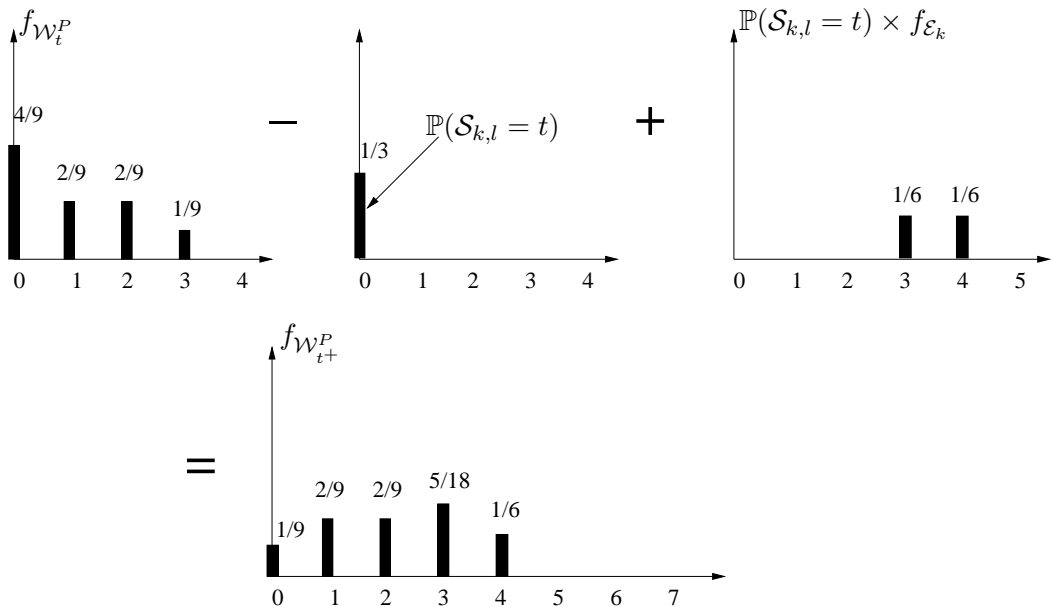 f_{\mathcal{W}_t^P}
4/9
2/9
2/9
1/9
0 1 2 3 4
−
1/3
ℙ(\mathcal{S}_{k,l} = t)
0 1 2 3 4
+
ℙ(\mathcal{S}_{k,l} = t) × f_{\mathcal{E}_k}
1/6 1/6
0 1 2 3 4 5
=
f_{\mathcal{W}_{t^+}^P}
1/9
2/9
2/9
5/18
1/6
0 1 2 3 4 5 6 7